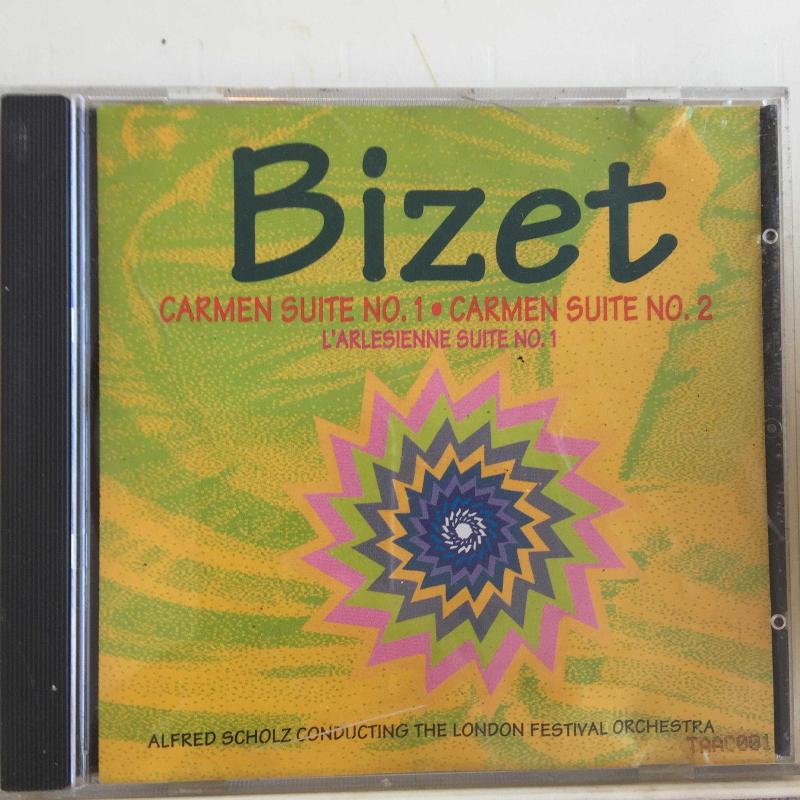 Bizet
CARMEN SUITE NO. 1 • CARMEN SUITE NO. 2
L'ARLESIENNE SUITE NO. 1
ALFRED SCHOLZ CONDUCTING THE LONDON FESTIVAL ORCHESTRA
JAAC001